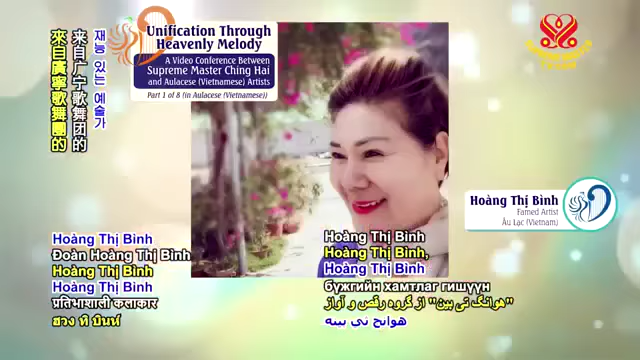 Unification Through
Heavenly Melody
A Video Conference Between
Supreme Master Ching Hai
and Aulacese (Vietnamese) Artists
Part 1 of 8 (in Aulacese (Vietnamese))
재능 있는 예술가
来自广宁歌舞团的
來自廣寧歌舞團的
Hoàng Thị Bình
Famed Artist
Âu Lạc (Vietnam)
Hoàng Thị Bình
Đoàn Hoàng Thị Bình
Hoàng Thị Bình
Hoàng Thị Bình
प्रतिभाशाली कलाकार
ฮวง ที บินห์
Hoàng Thị Bình
Hoàng Thị Bình,
Hoàng Thị Bình
бүжгийн хамтлаг гишүүн
"هوانگ تی بین" از گروه رقص و آواز
هوانج تي بينه